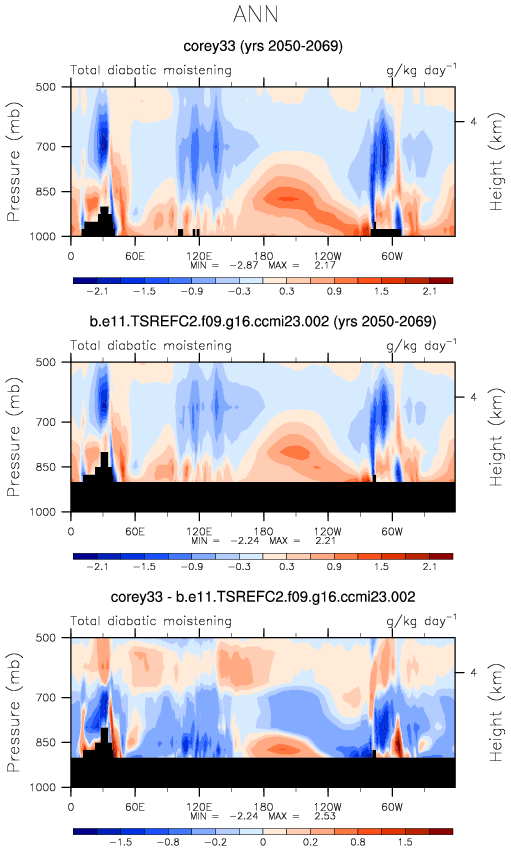 ANN
corey33 (yrs 2050-2069)
Total diabatic moistening g/kg day⁻¹
500
700
850
1000
Pressure (mb)
4
Height (km)
0 60E 120E 180 120W 60W
MIN = -2.87 MAX = 2.17
-2.1 -1.5 -0.9 -0.3 0.3 0.9 1.5 2.1
b.e11.TSREFC2.f09.g16.ccmi23.002 (yrs 2050-2069)
Total diabatic moistening g/kg day⁻¹
500
700
850
1000
Pressure (mb)
4
Height (km)
0 60E 120E 180 120W 60W
MIN = -2.24 MAX = 2.21
-2.1 -1.5 -0.9 -0.3 0.3 0.9 1.5 2.1
corey33 - b.e11.TSREFC2.f09.g16.ccmi23.002
Total diabatic moistening g/kg day⁻¹
500
700
850
1000
Pressure (mb)
4
Height (km)
0 60E 120E 180 120W 60W
MIN = -2.24 MAX = 2.53
-1.5 -0.8 -0.2 0 0.2 0.8 1.5